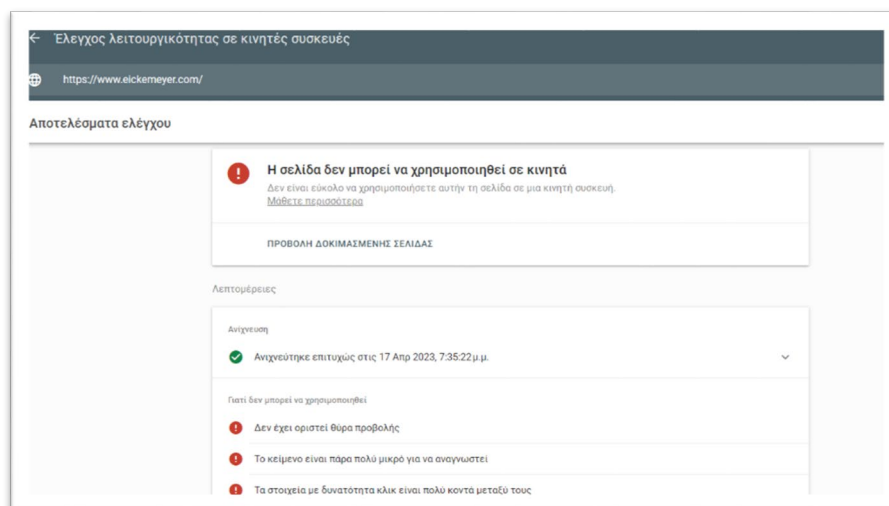 Έλεγχος λειτουργικότητας σε κινητές συσκευές
https://www.eickemeyer.com/
Αποτελέσματα ελέγχου
Η σελίδα δεν μπορεί να χρησιμοποιηθεί σε κινητά
Δεν είναι εύκολο να χρησιμοποιήσετε αυτήν τη σελίδα σε μια κινητή συσκευή.
Μάθετε περισσότερα
ΠΡΟΒΟΛΗ ΔΟΚΙΜΑΣΜΕΝΗΣ ΣΕΛΙΔΑΣ
Λεπτομέρειες
Ανίχνευση
Ανιχνεύτηκε επιτυχώς στις 17 Απρ 2023, 7:35:22 μ.μ.
Γιατί δεν μπορεί να χρησιμοποιηθεί
Δεν έχει οριστεί θύρα προβολής
Το κείμενο είναι πάρα πολύ μικρό για να αναγνωστεί
Τα στοιχεία με δυνατότητα κλικ είναι πολύ κοντά μεταξύ τους